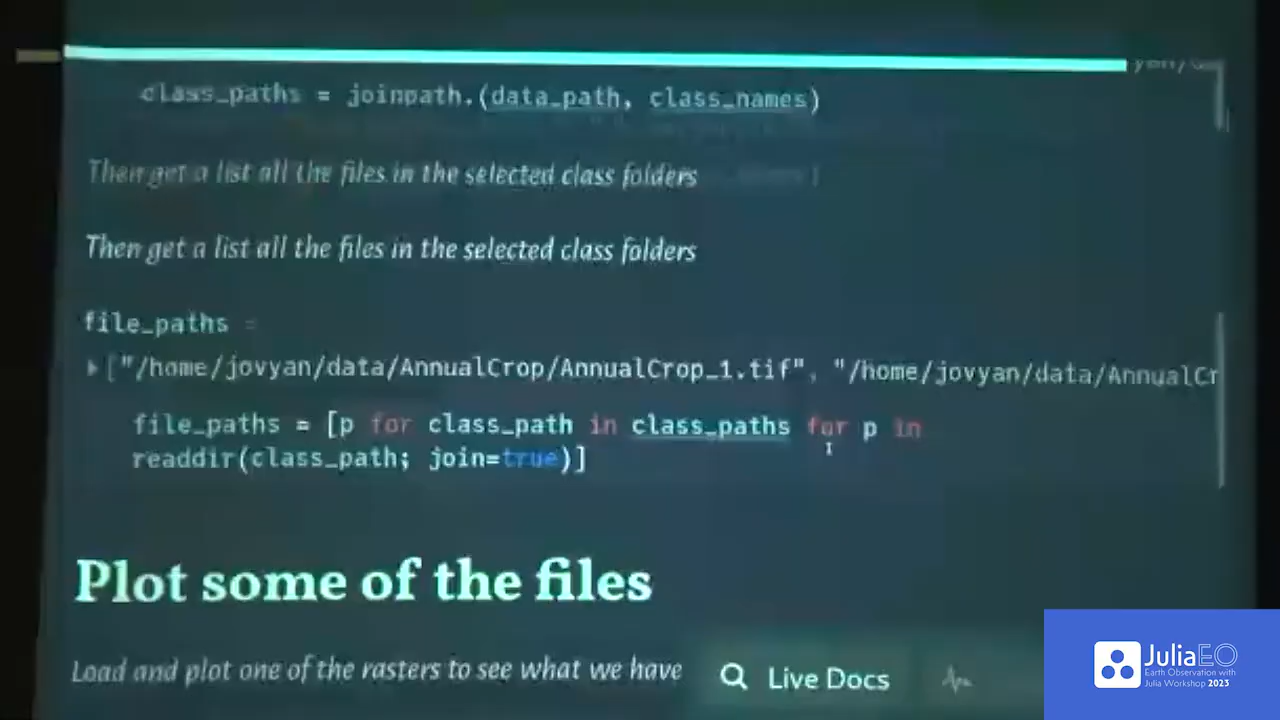 class_paths = joinpath.(data_path, class_names)
Then get a list all the files in the selected class folders
Then get a list all the files in the selected class folders
file_paths =
["/home/jovyan/data/AnnualCrop/AnnualCrop_1.tif", "/home/jovyan/data/AnnualCr
file_paths = [p for class_path in class_paths for p in
readdir(class_path; join=true)]
Plot some of the files
Load and plot one of the rasters to see what we have
Live Docs
JuliaEO
Earth Observation with
Julia Workshop 2023